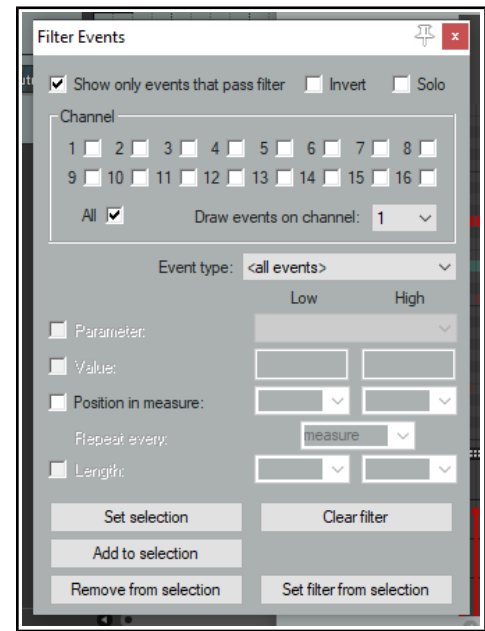 Filter Events
Show only events that pass filter Invert Solo
Channel
1 2 3 4 5 6 7 8
9 10 11 12 13 14 15 16
All Draw events on channel: 1
Event type: <all events>
Low High
Parameter:
Value:
Position in measure:
Repeat every: measure
Length:
Set selection Clear filter
Add to selection
Remove from selection Set filter from selection